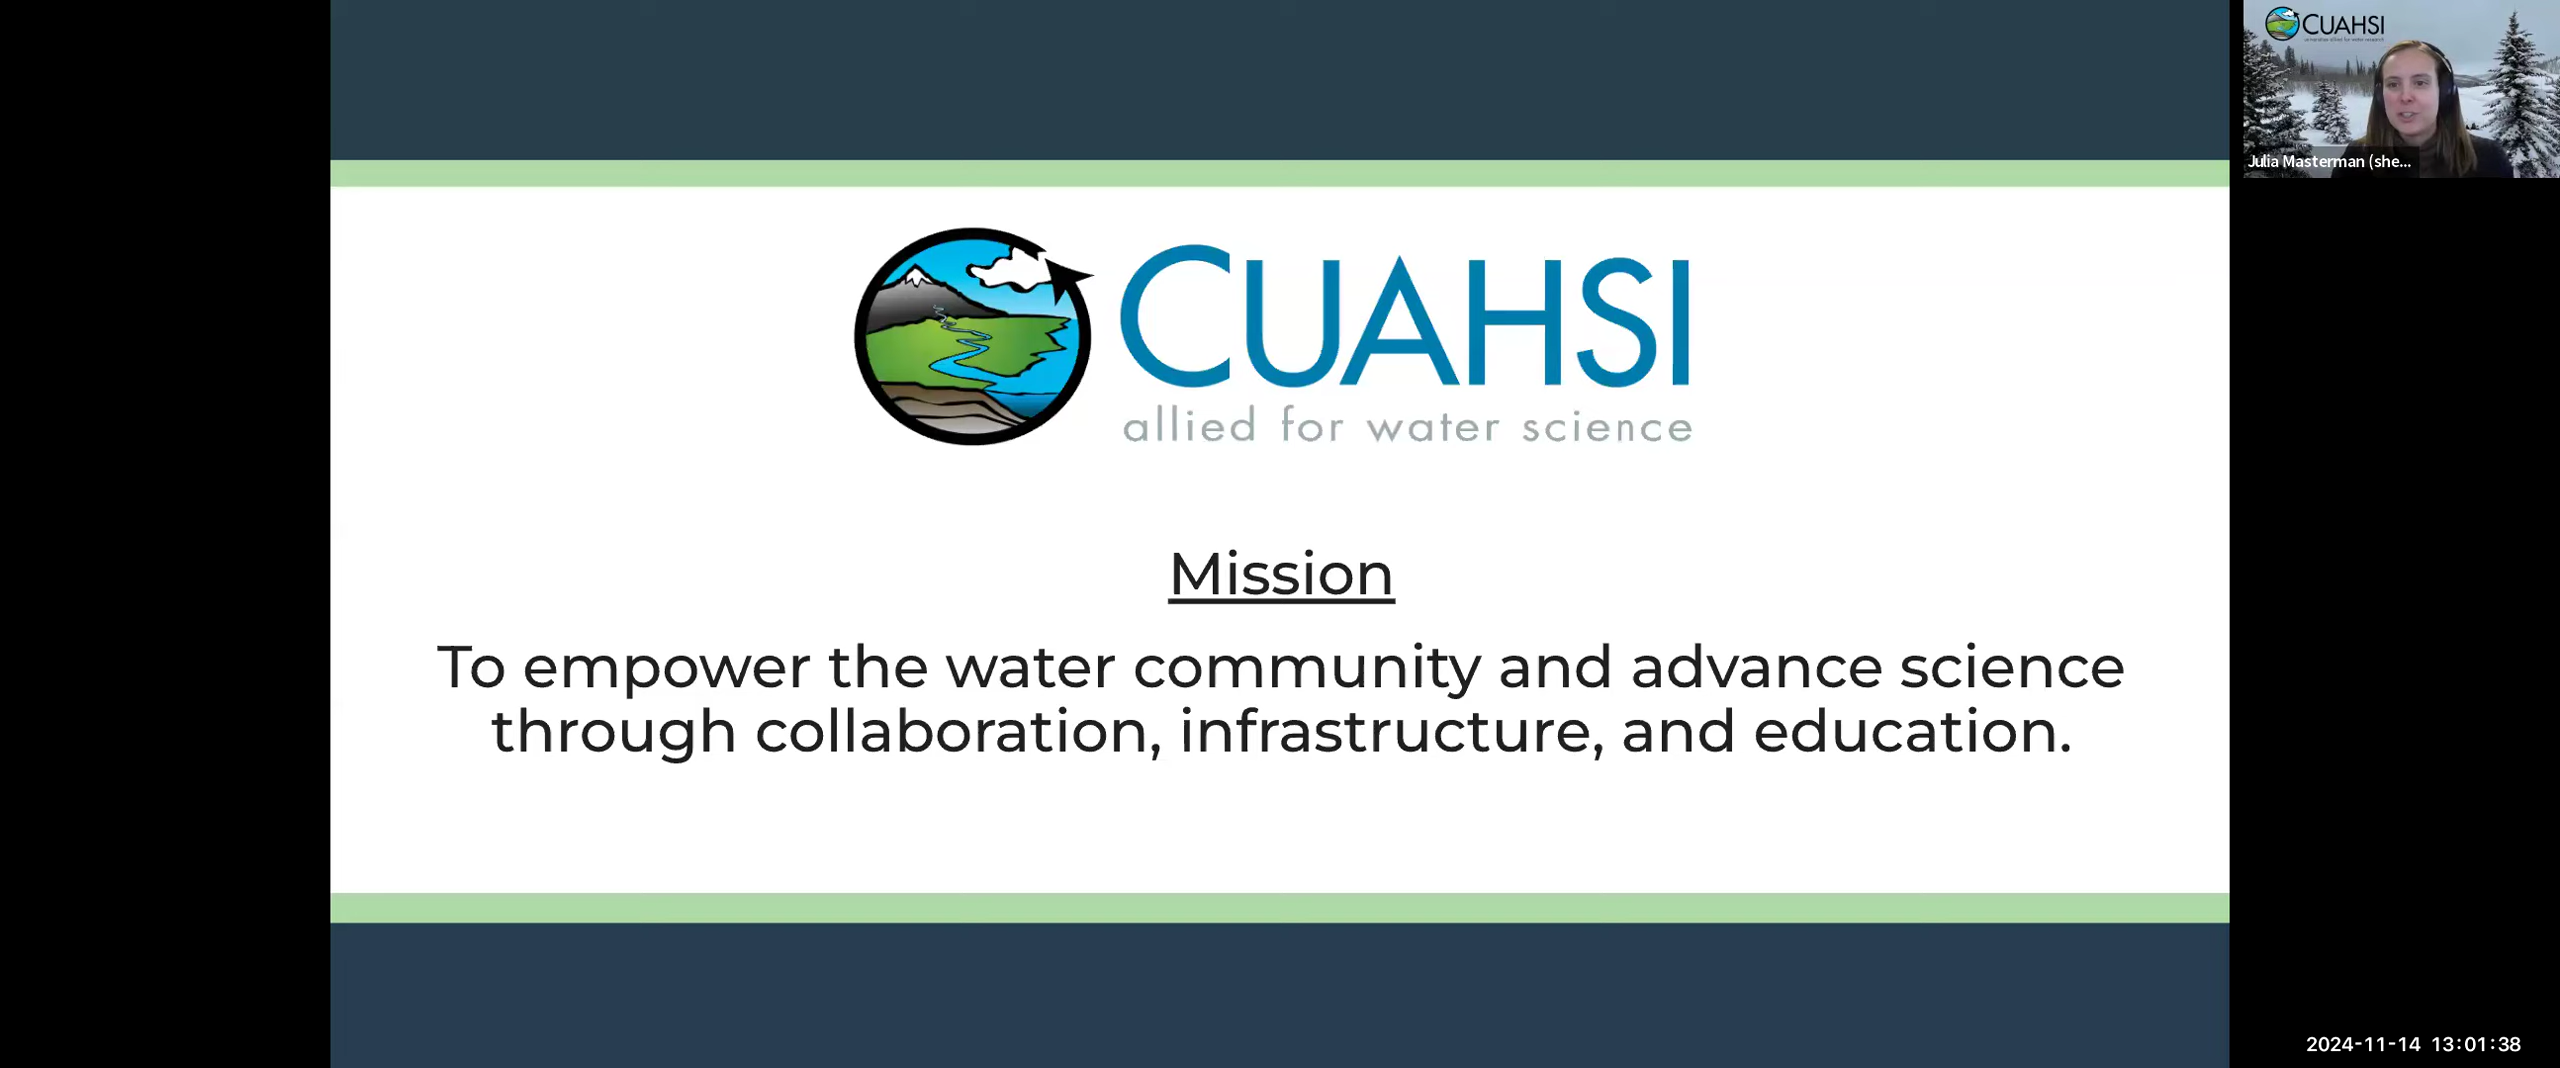 CUAHSI
allied for water science
Mission
To empower the water community and advance science
through collaboration, infrastructure, and education.
CUAHSI
Julia Masterman (she...
2024-11-14 13:01:38